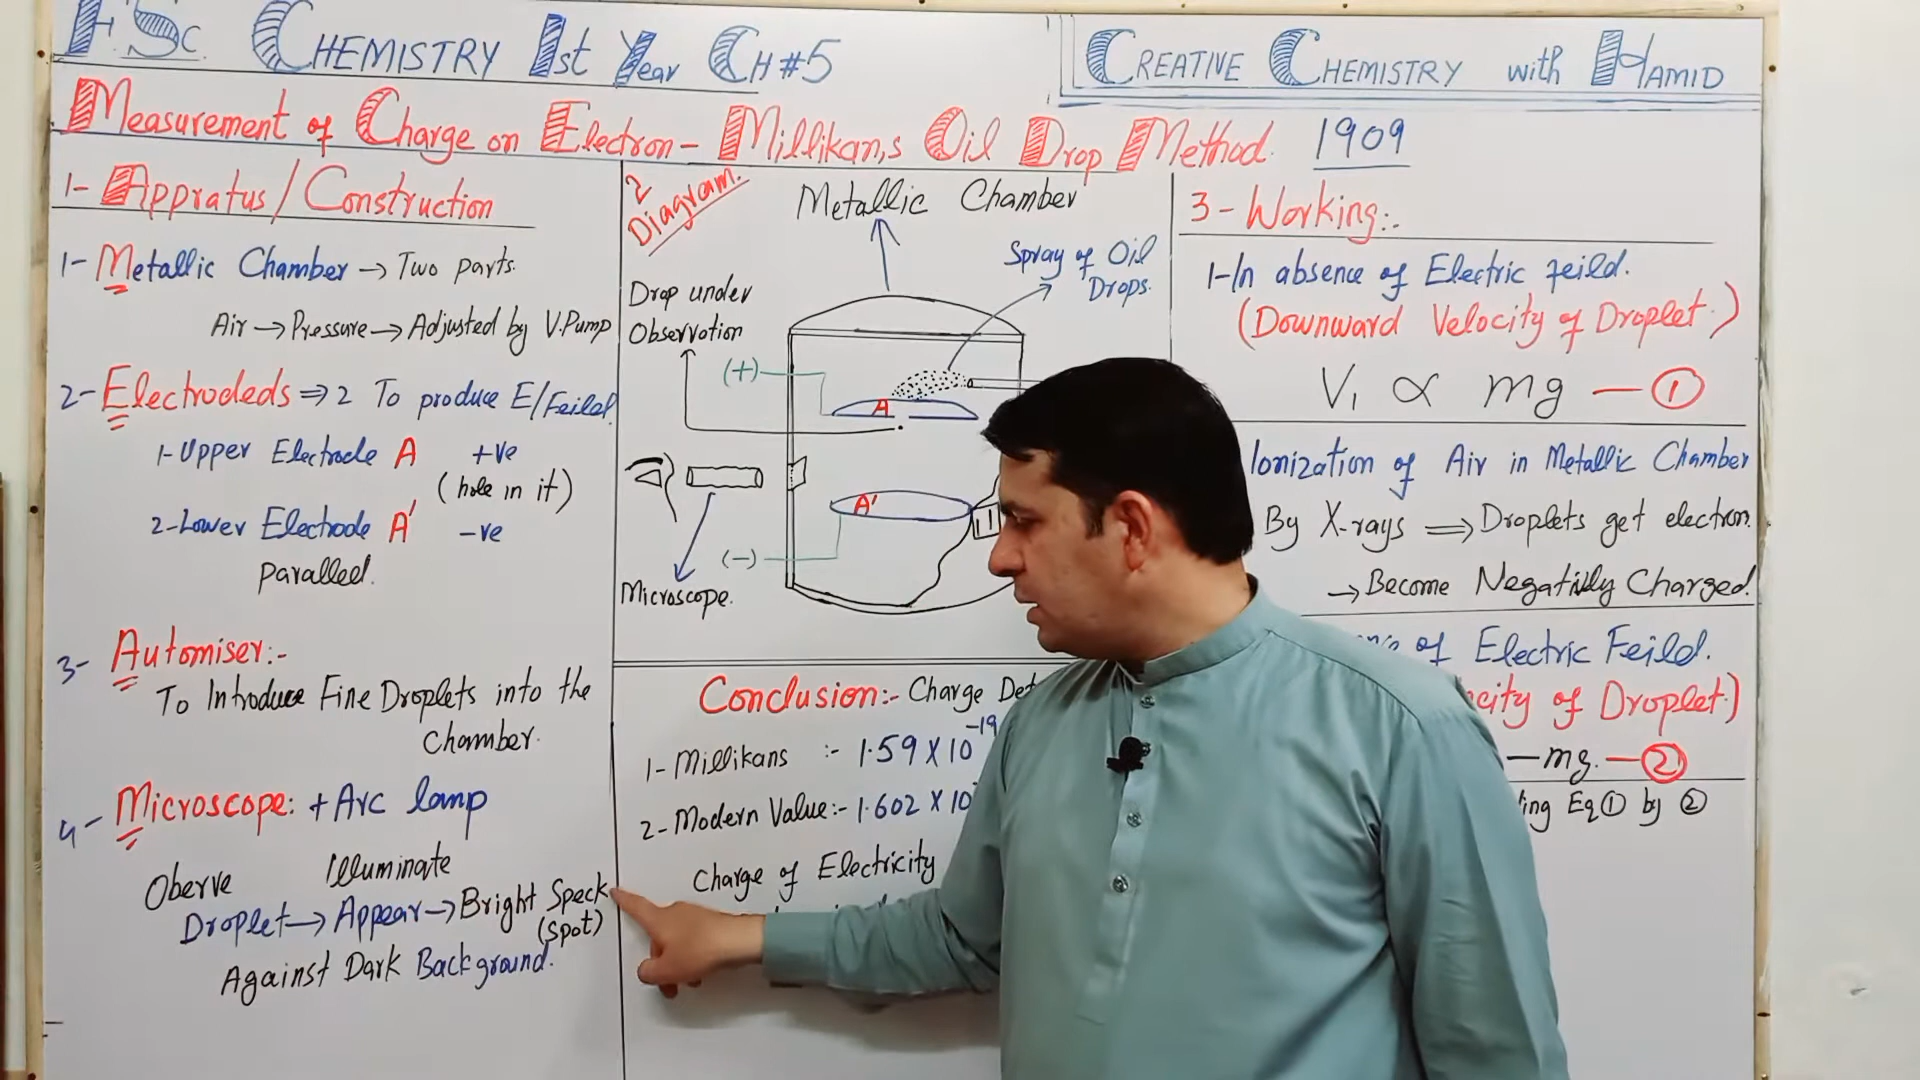 F.Sc. CHEMISTRY 1st Year CH#5
CREATIVE CHEMISTRY with HAMID
Measurement of Charge on Electron - Millikan,s Oil Drop Method. 1909
1- Appratus / Construction
1- Metallic Chamber → Two parts.
Air → Pressure → Adjusted by V.Pump
2- Electrodeds ⇒ 2 To produce E/Feild
1-Upper Electrode A +ve
(hole in it)
2-Lower Electrode A' -ve
paralled.
3- Automiser:-
To Introduce Fine Droplets into the
Chamber.
4- Microscope: + Arc lamp
Oberve Illuminate
Droplet → Appear → Bright Speck
(Spot)
Against Dark Background.
2
Diagram.
Metallic Chamber
Spray of Oil
Drops.
Drop under
Observation
(+)
A
A'
(-)
Microscope.
Conclusion:- Charge Det
1- Millikans :- 1.59 X 10-19
2- Modern Value:- 1.602 X 10
Charge of Electricity
3- Working:-
1-In absence of Electric feild.
(Downward Velocity of Droplet.)
V1 ∝ mg — ①
Ionization of Air in Metallic Chamber
By X-rays ⇒ Droplets get electron.
→ Become Negativly Charged.
of Electric Feild.
city of Droplet.)
— mg. — ②
ing Eq ① by ②